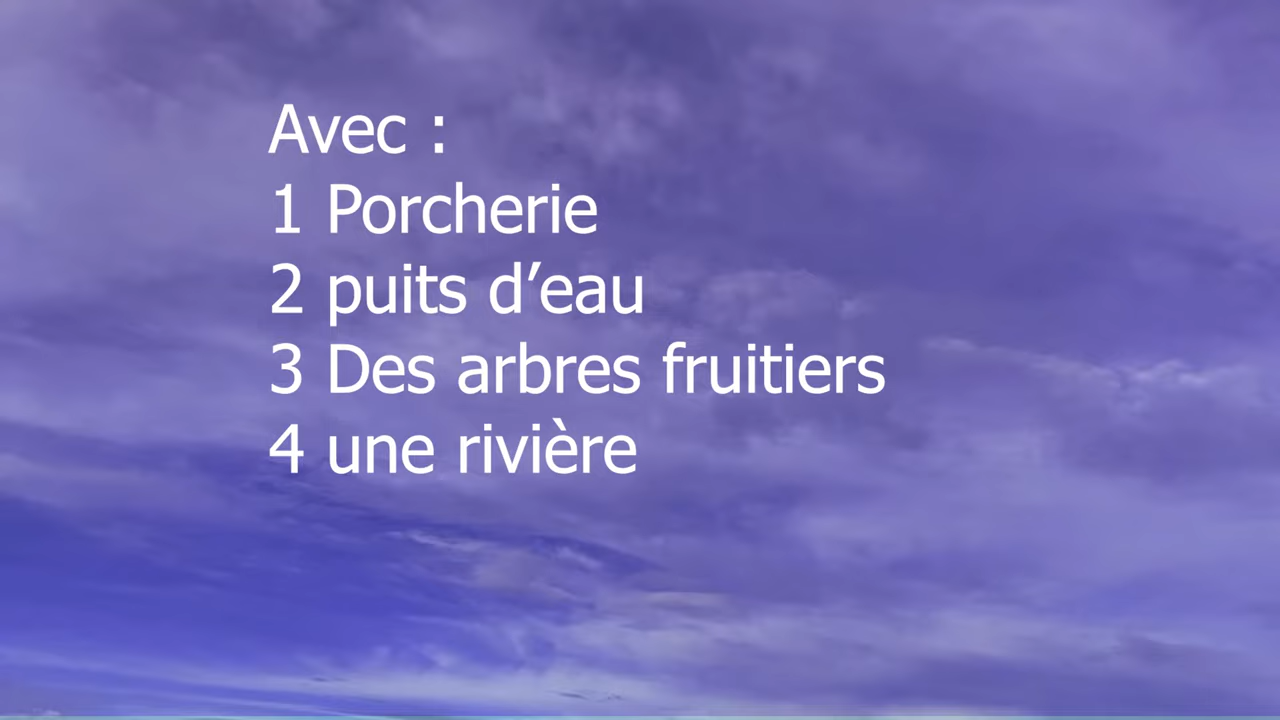 Avec :
1 Porcherie
2 puits d’eau
3 Des arbres fruitiers
4 une rivière